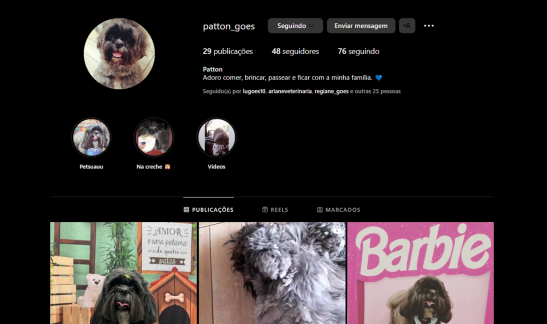 patton_goes
Seguindo
Enviar mensagem
29 publicações
48 seguidores
76 seguindo
Patton
Adoro comer, brincar, passear e ficar com a minha família. 💙
Seguido(a) por lugoes10, arianeveterinaria, regiane_goes e outras 25 pessoas
Petsuauu
Na creche
Vídeos
PUBLICAÇÕES
REELS
MARCADOS
AMOR
é uma palavra
de quatro
patas
Barbie